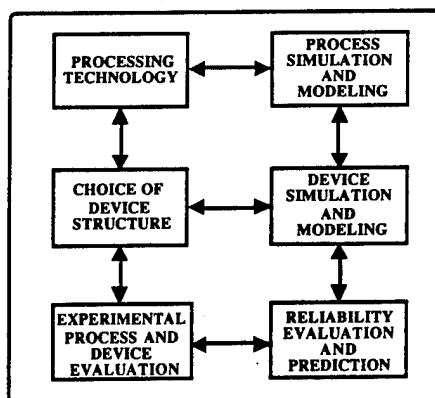 PROCESSING
TECHNOLOGY
PROCESS
SIMULATION
AND
MODELING
CHOICE OF
DEVICE
STRUCTURE
DEVICE
SIMULATION
AND
MODELING
EXPERIMENTAL
PROCESS AND
DEVICE
EVALUATION
RELIABILITY
EVALUATION
AND
PREDICTION